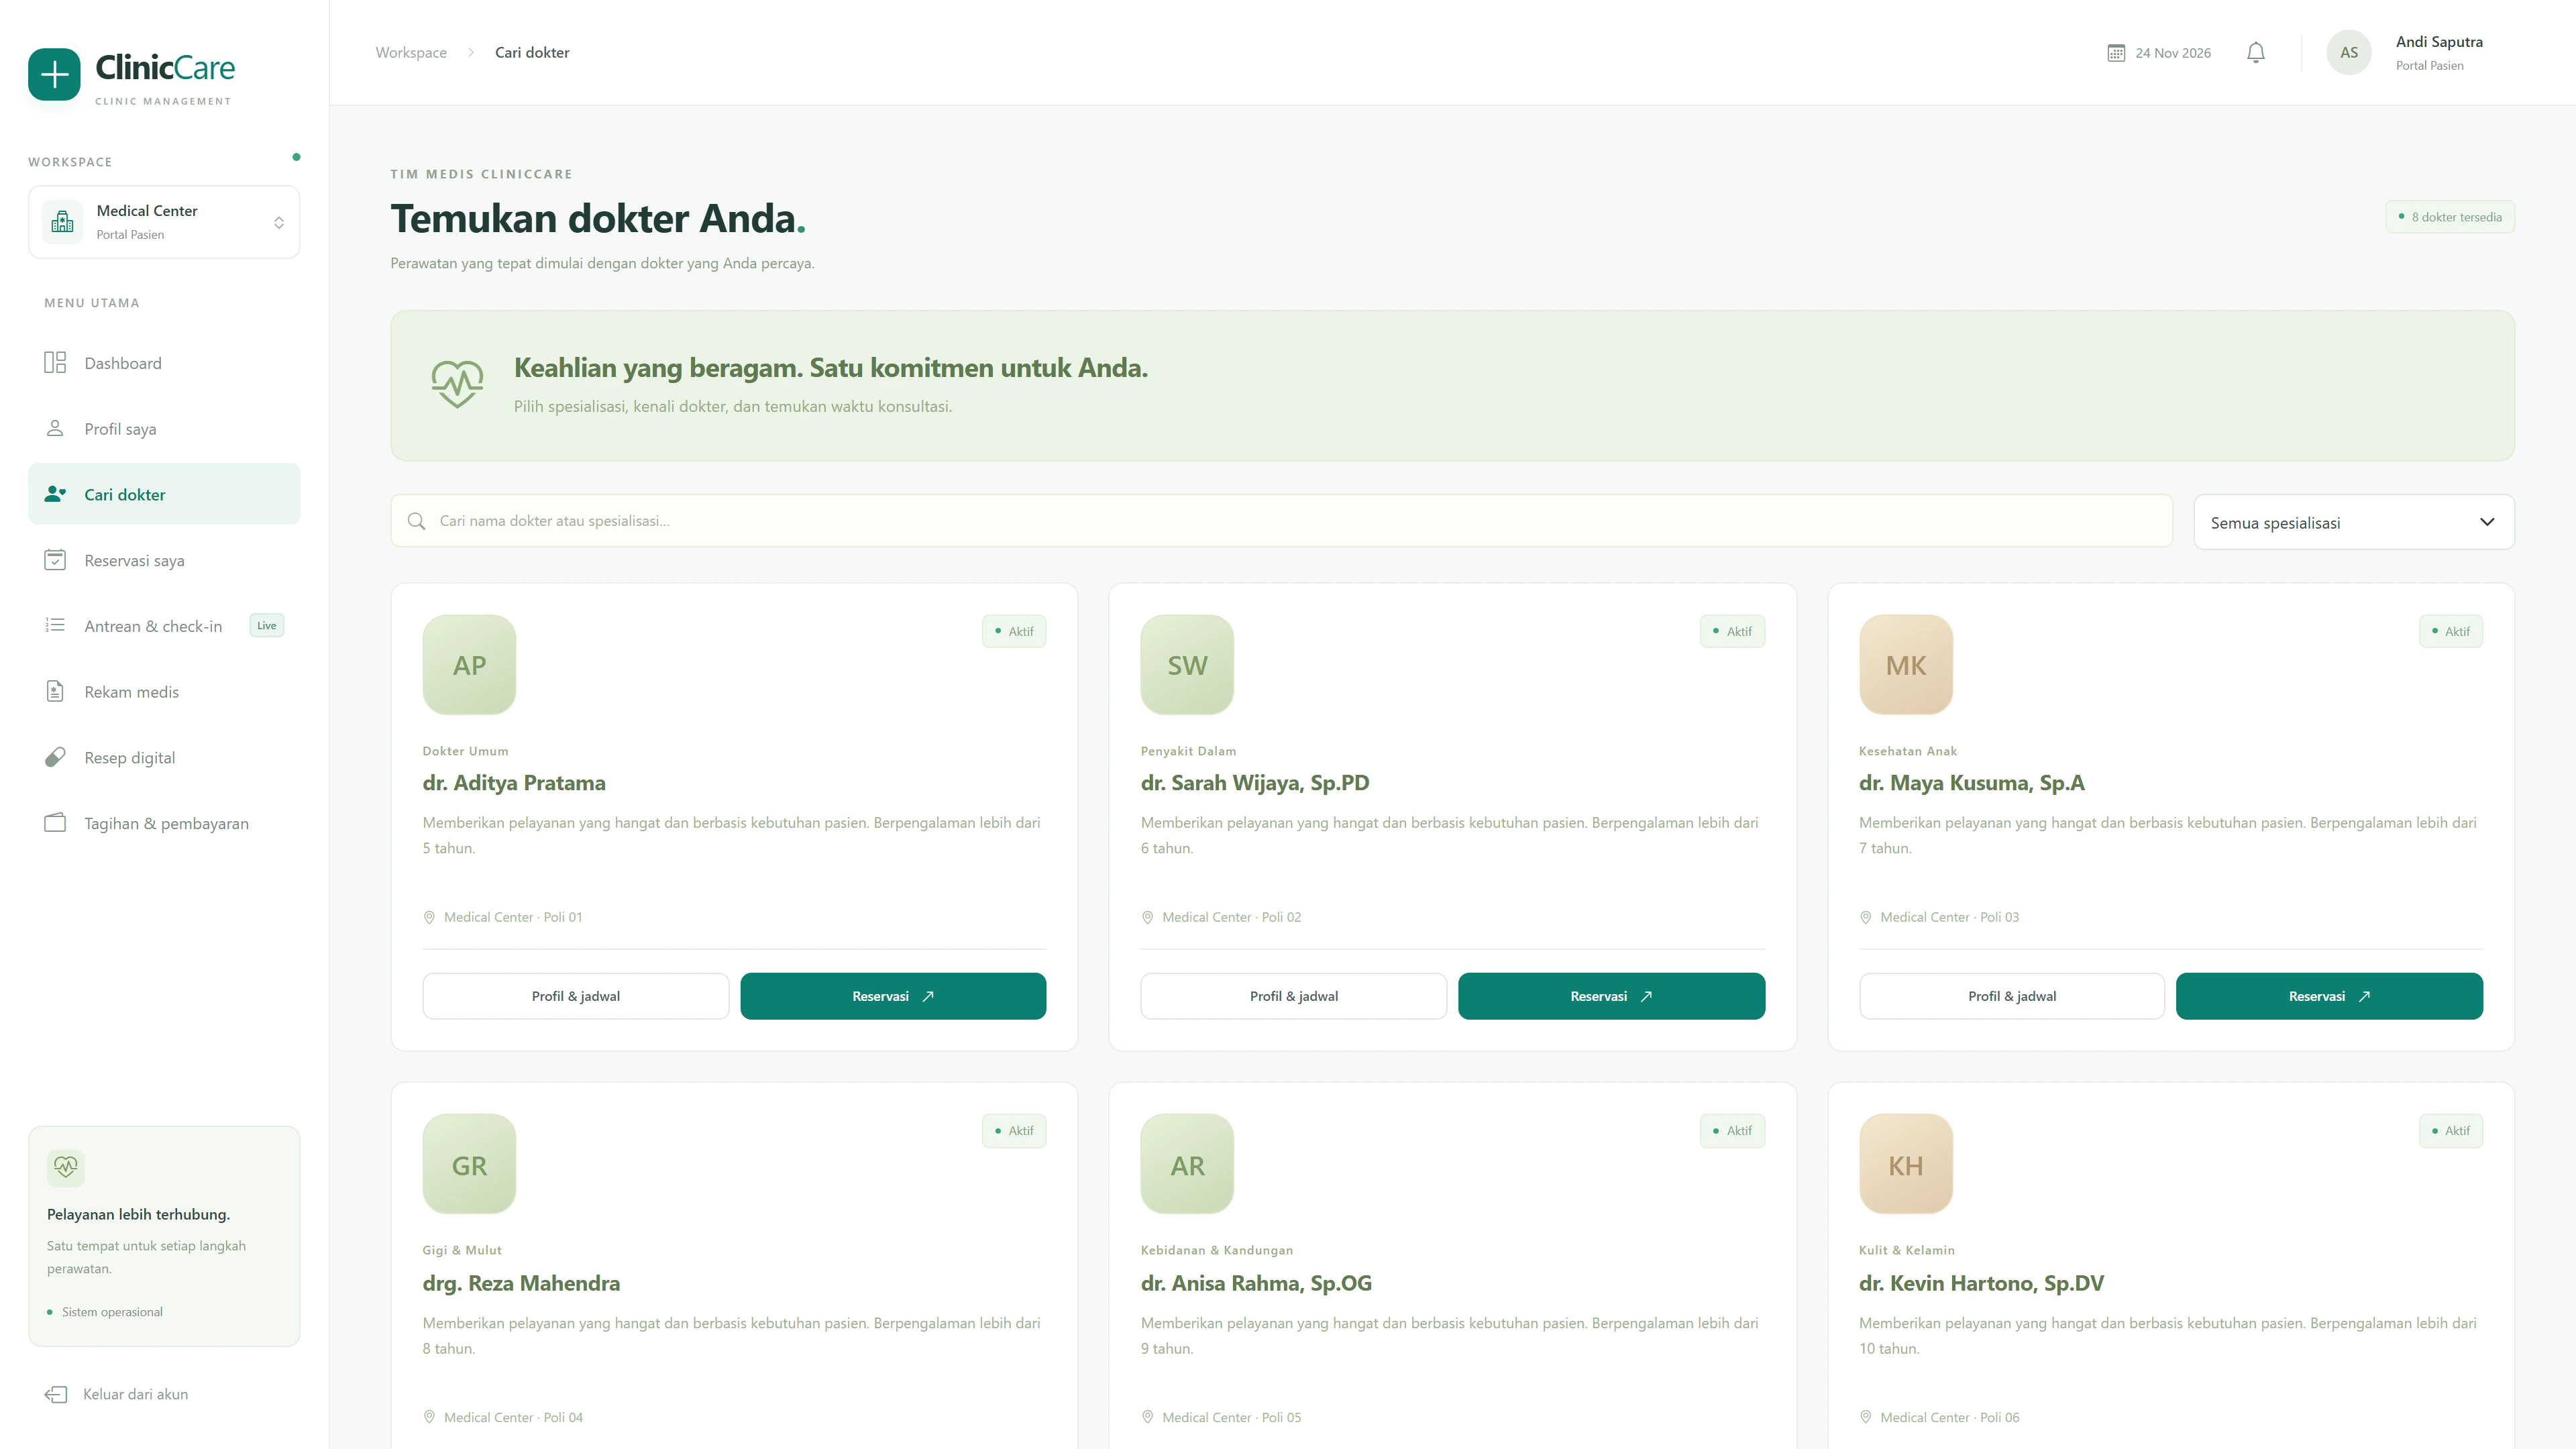 ClinicCare
CLINIC MANAGEMENT
WORKSPACE
Medical Center
Portal Pasien
MENU UTAMA
Dashboard
Profil saya
Cari dokter
Reservasi saya
Antrean & check-in
Live
Rekam medis
Resep digital
Tagihan & pembayaran
Pelayanan lebih terhubung.
Satu tempat untuk setiap langkah
perawatan.
Sistem operasional
Keluar dari akun
Workspace
Cari dokter
24 Nov 2026
AS
Andi Saputra
Portal Pasien
TIM MEDIS CLINICCARE
Temukan dokter Anda.
Perawatan yang tepat dimulai dengan dokter yang Anda percaya.
8 dokter tersedia
Keahlian yang beragam. Satu komitmen untuk Anda.
Pilih spesialisasi, kenali dokter, dan temukan waktu konsultasi.
Cari nama dokter atau spesialisasi...
Semua spesialisasi
AP
Aktif
Dokter Umum
dr. Aditya Pratama
Memberikan pelayanan yang hangat dan berbasis kebutuhan pasien. Berpengalaman lebih dari
5 tahun.
Medical Center · Poli 01
Profil & jadwal
Reservasi
SW
Aktif
Penyakit Dalam
dr. Sarah Wijaya, Sp.PD
Memberikan pelayanan yang hangat dan berbasis kebutuhan pasien. Berpengalaman lebih dari
6 tahun.
Medical Center · Poli 02
Profil & jadwal
Reservasi
MK
Aktif
Kesehatan Anak
dr. Maya Kusuma, Sp.A
Memberikan pelayanan yang hangat dan berbasis kebutuhan pasien. Berpengalaman lebih dari
7 tahun.
Medical Center · Poli 03
Profil & jadwal
Reservasi
GR
Aktif
Gigi & Mulut
drg. Reza Mahendra
Memberikan pelayanan yang hangat dan berbasis kebutuhan pasien. Berpengalaman lebih dari
8 tahun.
Medical Center · Poli 04
AR
Aktif
Kebidanan & Kandungan
dr. Anisa Rahma, Sp.OG
Memberikan pelayanan yang hangat dan berbasis kebutuhan pasien. Berpengalaman lebih dari
9 tahun.
Medical Center · Poli 05
KH
Aktif
Kulit & Kelamin
dr. Kevin Hartono, Sp.DV
Memberikan pelayanan yang hangat dan berbasis kebutuhan pasien. Berpengalaman lebih dari
10 tahun.
Medical Center · Poli 06